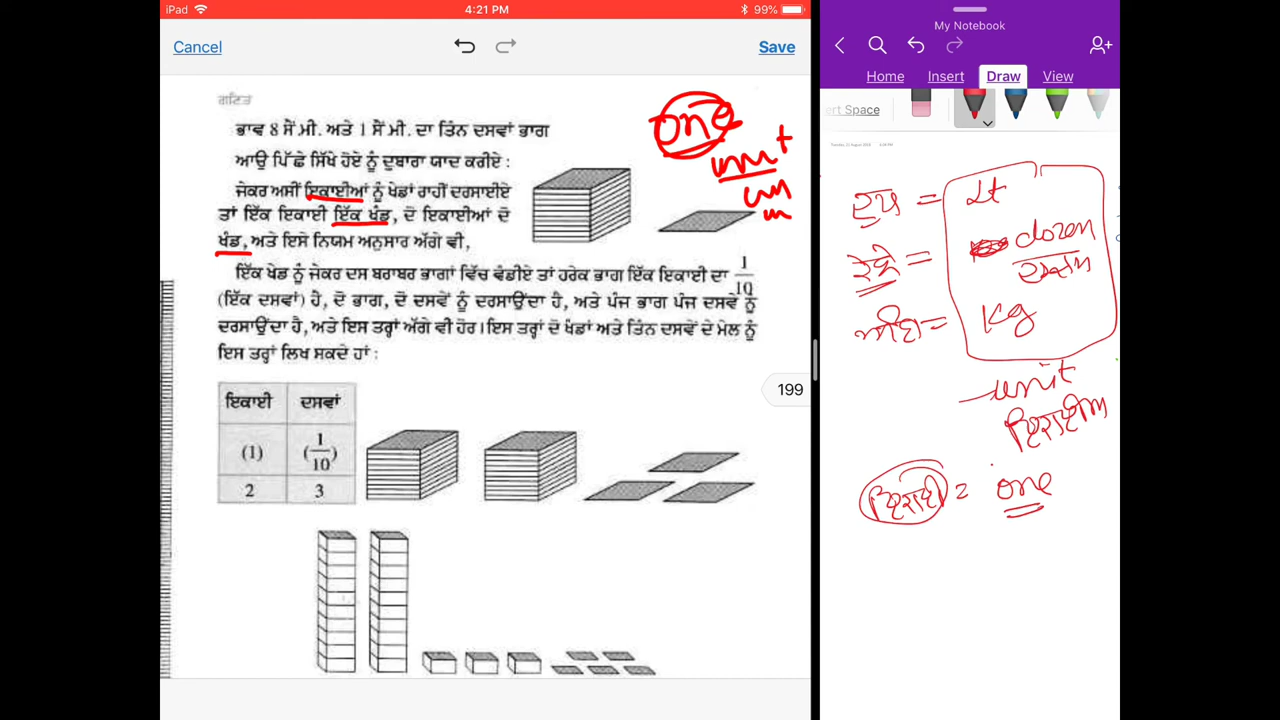 iPad 4:21 PM 99%
Cancel Save
ਗਣਿਤ
ਭਾਵ 8 ਸੈਂ ਮੀ. ਅਤੇ 1 ਸੈਂ ਮੀ. ਦਾ ਤਿੰਨ ਦਸਵਾਂ ਭਾਗ
ਆਉ ਪਿੱਛੇ ਸਿੱਖੇ ਹੋਏ ਨੂੰ ਦੁਬਾਰਾ ਯਾਦ ਕਰੀਏ :
ਜੇਕਰ ਅਸੀਂ ਇਕਾਈਆਂ ਨੂੰ ਖੰਡਾਂ ਰਾਹੀਂ ਦਰਸਾਈਏ
ਤਾਂ ਇੱਕ ਇਕਾਈ ਇੱਕ ਖੰਡ, ਦੋ ਇਕਾਈਆਂ ਦੋ
ਖੰਡ, ਅਤੇ ਇਸੇ ਨਿਯਮ ਅਨੁਸਾਰ ਅੱਗੇ ਵੀ,
ਇੱਕ ਖੰਡ ਨੂੰ ਜੇਕਰ ਦਸ ਬਰਾਬਰ ਭਾਗਾਂ ਵਿੱਚ ਵੰਡੀਏ ਤਾਂ ਹਰੇਕ ਭਾਗ ਇੱਕ ਇਕਾਈ ਦਾ 1/10
(ਇੱਕ ਦਸਵਾਂ) ਹੈ, ਦੋ ਭਾਗ, ਦੋ ਦਸਵੇਂ ਨੂੰ ਦਰਸਾਉਂਦਾ ਹੈ, ਅਤੇ ਪੰਜ ਭਾਗ ਪੰਜ ਦਸਵੇਂ ਨੂੰ
ਦਰਸਾਉਂਦਾ ਹੈ, ਅਤੇ ਇਸ ਤਰ੍ਹਾਂ ਅੱਗੇ ਵੀ ਹੋਰ। ਇਸ ਤਰ੍ਹਾਂ ਦੋ ਖੰਡਾਂ ਅਤੇ ਤਿੰਨ ਦਸਵੇਂ ਦੇ ਮੇਲ ਨੂੰ
ਇਸ ਤਰ੍ਹਾਂ ਲਿਖ ਸਕਦੇ ਹਾਂ :
one
unit
ਇਕਾਈ ਦਸਵਾਂ
(1) (1/10)
2 3
199
My Notebook
Home Insert Draw View
ert Space
ਦੁਧ = Lt
= dozen
ਦਰਜਨ
= Kg
unit
ਇਕਾਈ = one